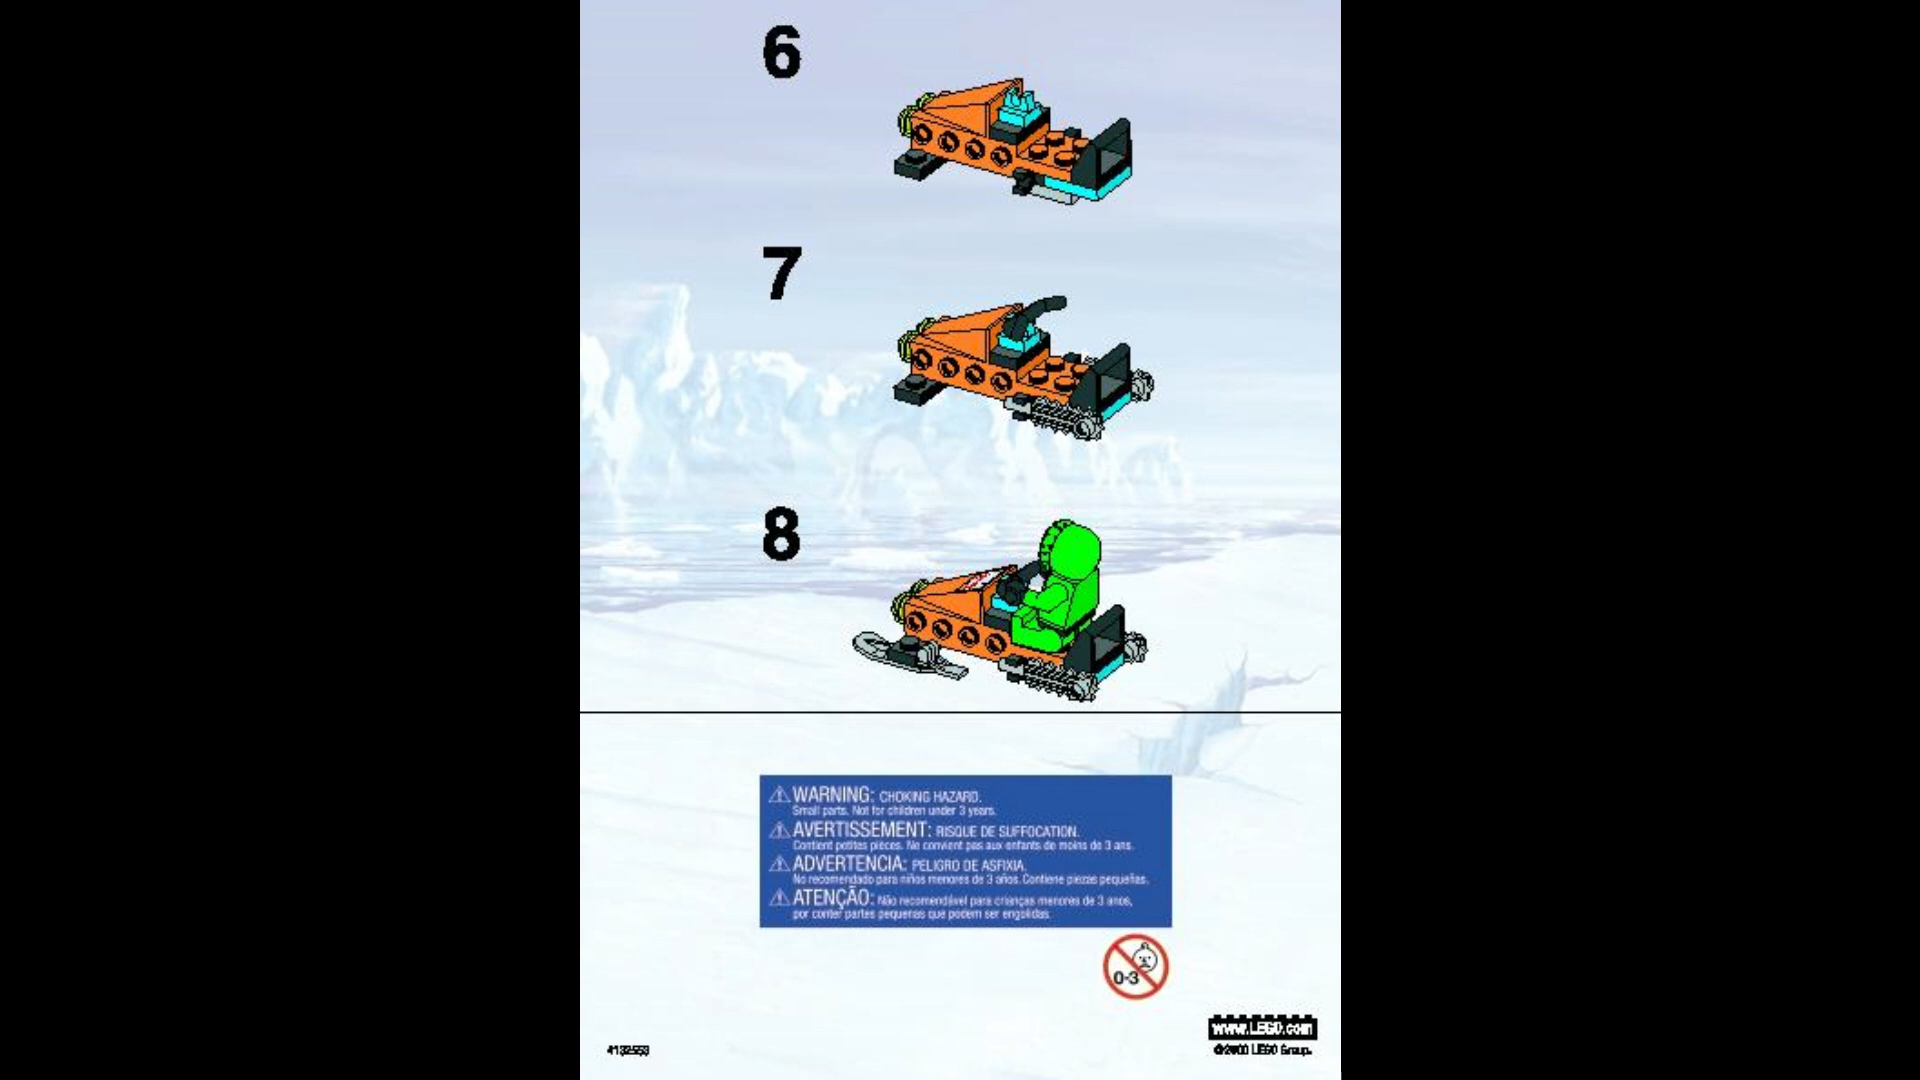 6
7
8
WARNING: CHOKING HAZARD.
Small parts. Not for children under 3 years.
AVERTISSEMENT: RISQUE DE SUFFOCATION.
Contient petites pièces. Ne convient pas aux enfants de moins de 3 ans.
ADVERTENCIA: PELIGRO DE ASFIXIA.
No recomendado para niños menores de 3 años. Contiene piezas pequeñas.
ATENÇÃO: Não recomendável para crianças menores de 3 anos,
por conter partes pequenas que podem ser engolidas.
0-3
www.LEGO.com
4132553
©2000 LEGO Group.